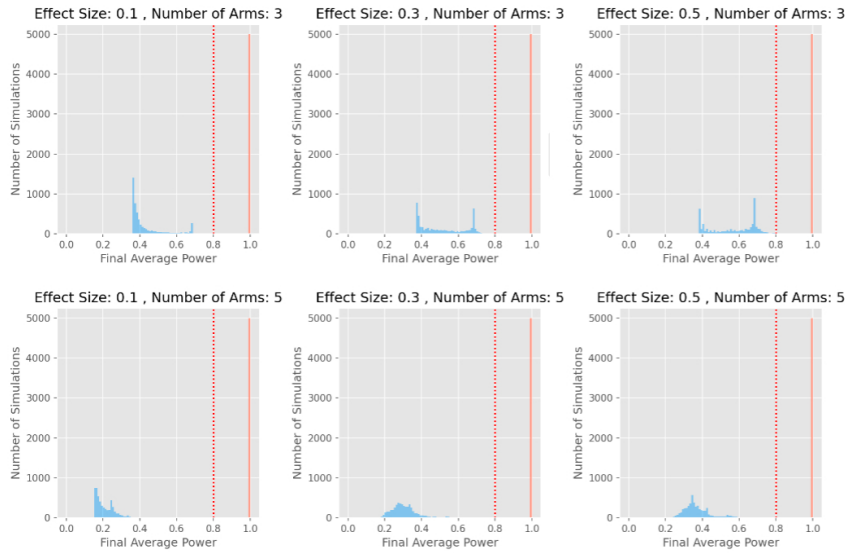 Effect Size: 0.1 , Number of Arms: 3
Effect Size: 0.3 , Number of Arms: 3
Effect Size: 0.5 , Number of Arms: 3
Number of Simulations
5000
4000
3000
2000
1000
0
0.0 0.2 0.4 0.6 0.8 1.0
Final Average Power
Number of Simulations
5000
4000
3000
2000
1000
0
0.0 0.2 0.4 0.6 0.8 1.0
Final Average Power
Number of Simulations
5000
4000
3000
2000
1000
0
0.0 0.2 0.4 0.6 0.8 1.0
Final Average Power
Effect Size: 0.1 , Number of Arms: 5
Effect Size: 0.3 , Number of Arms: 5
Effect Size: 0.5 , Number of Arms: 5
Number of Simulations
5000
4000
3000
2000
1000
0
0.0 0.2 0.4 0.6 0.8 1.0
Final Average Power
Number of Simulations
5000
4000
3000
2000
1000
0
0.0 0.2 0.4 0.6 0.8 1.0
Final Average Power
Number of Simulations
5000
4000
3000
2000
1000
0
0.0 0.2 0.4 0.6 0.8 1.0
Final Average Power